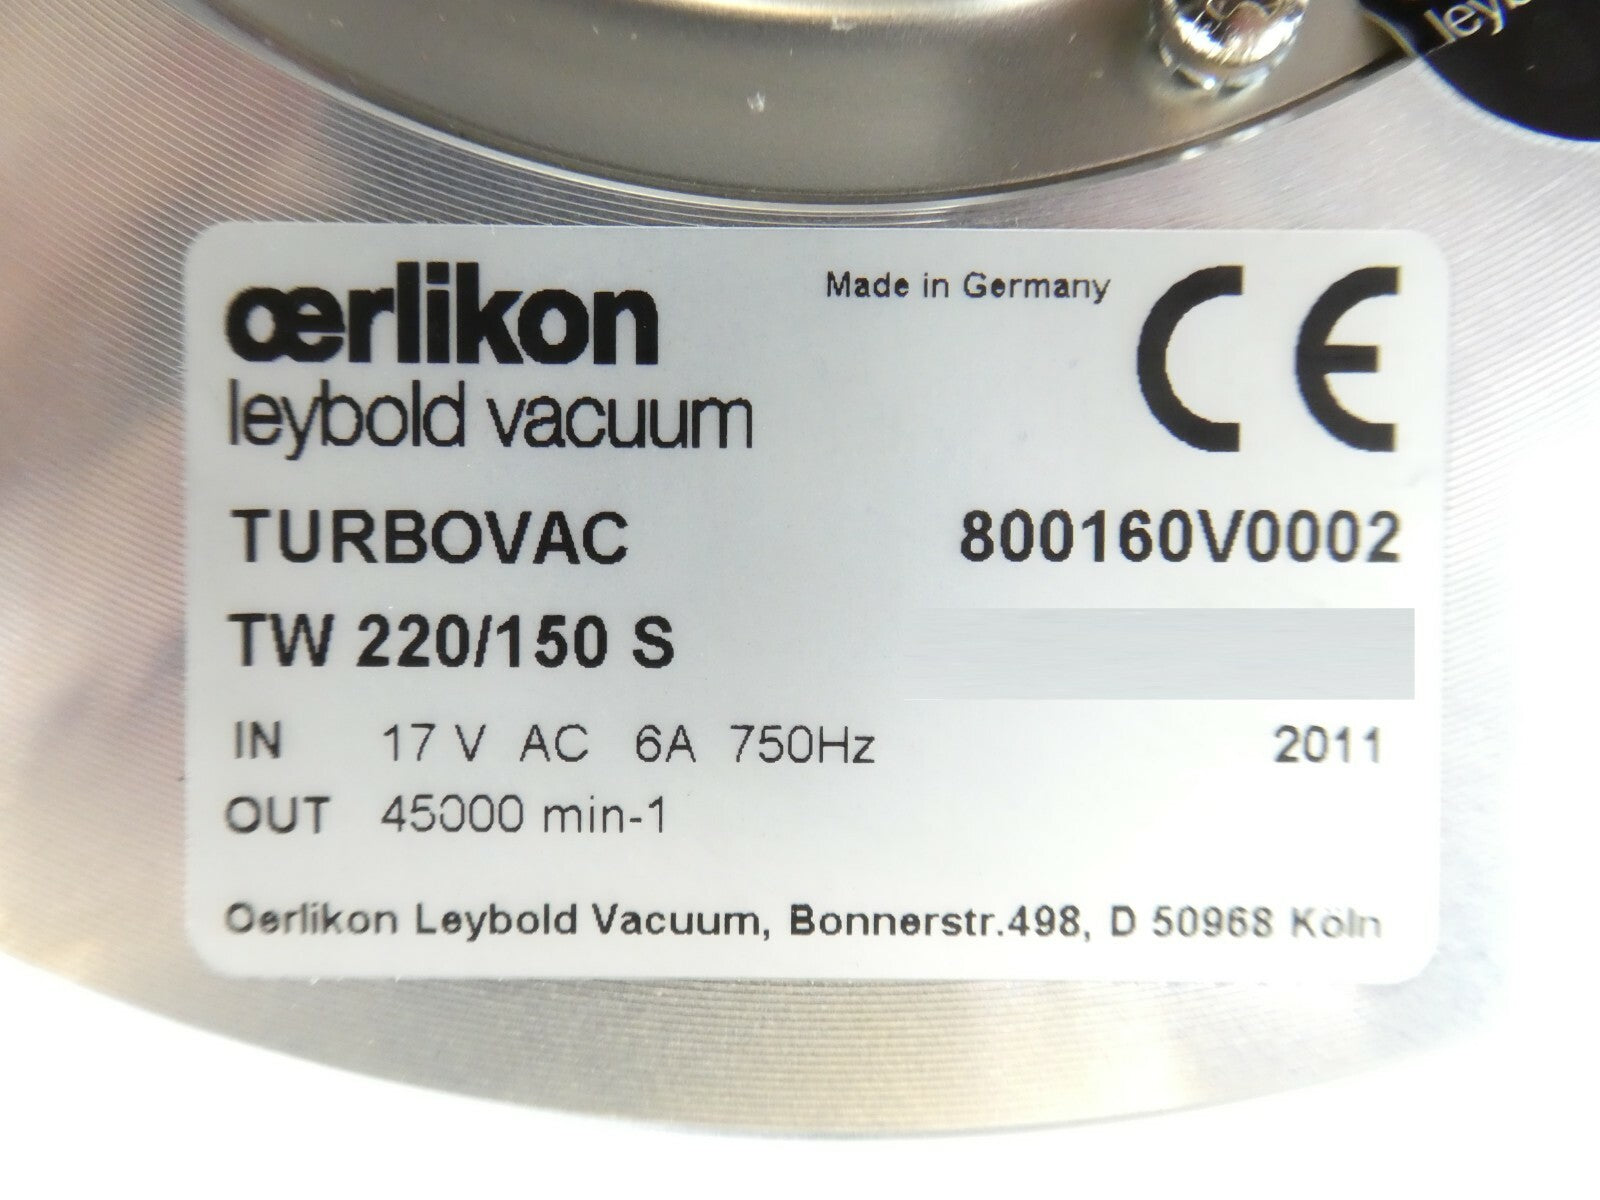 leyb
œrlikon
leybold vacuum
Made in Germany
CE
TURBOVAC 800160V0002
TW 220/150 S
IN 17 V AC 6A 750Hz 2011
OUT 45000 min-1
Oerlikon Leybold Vacuum, Bonnerstr.498, D 50968 Köln